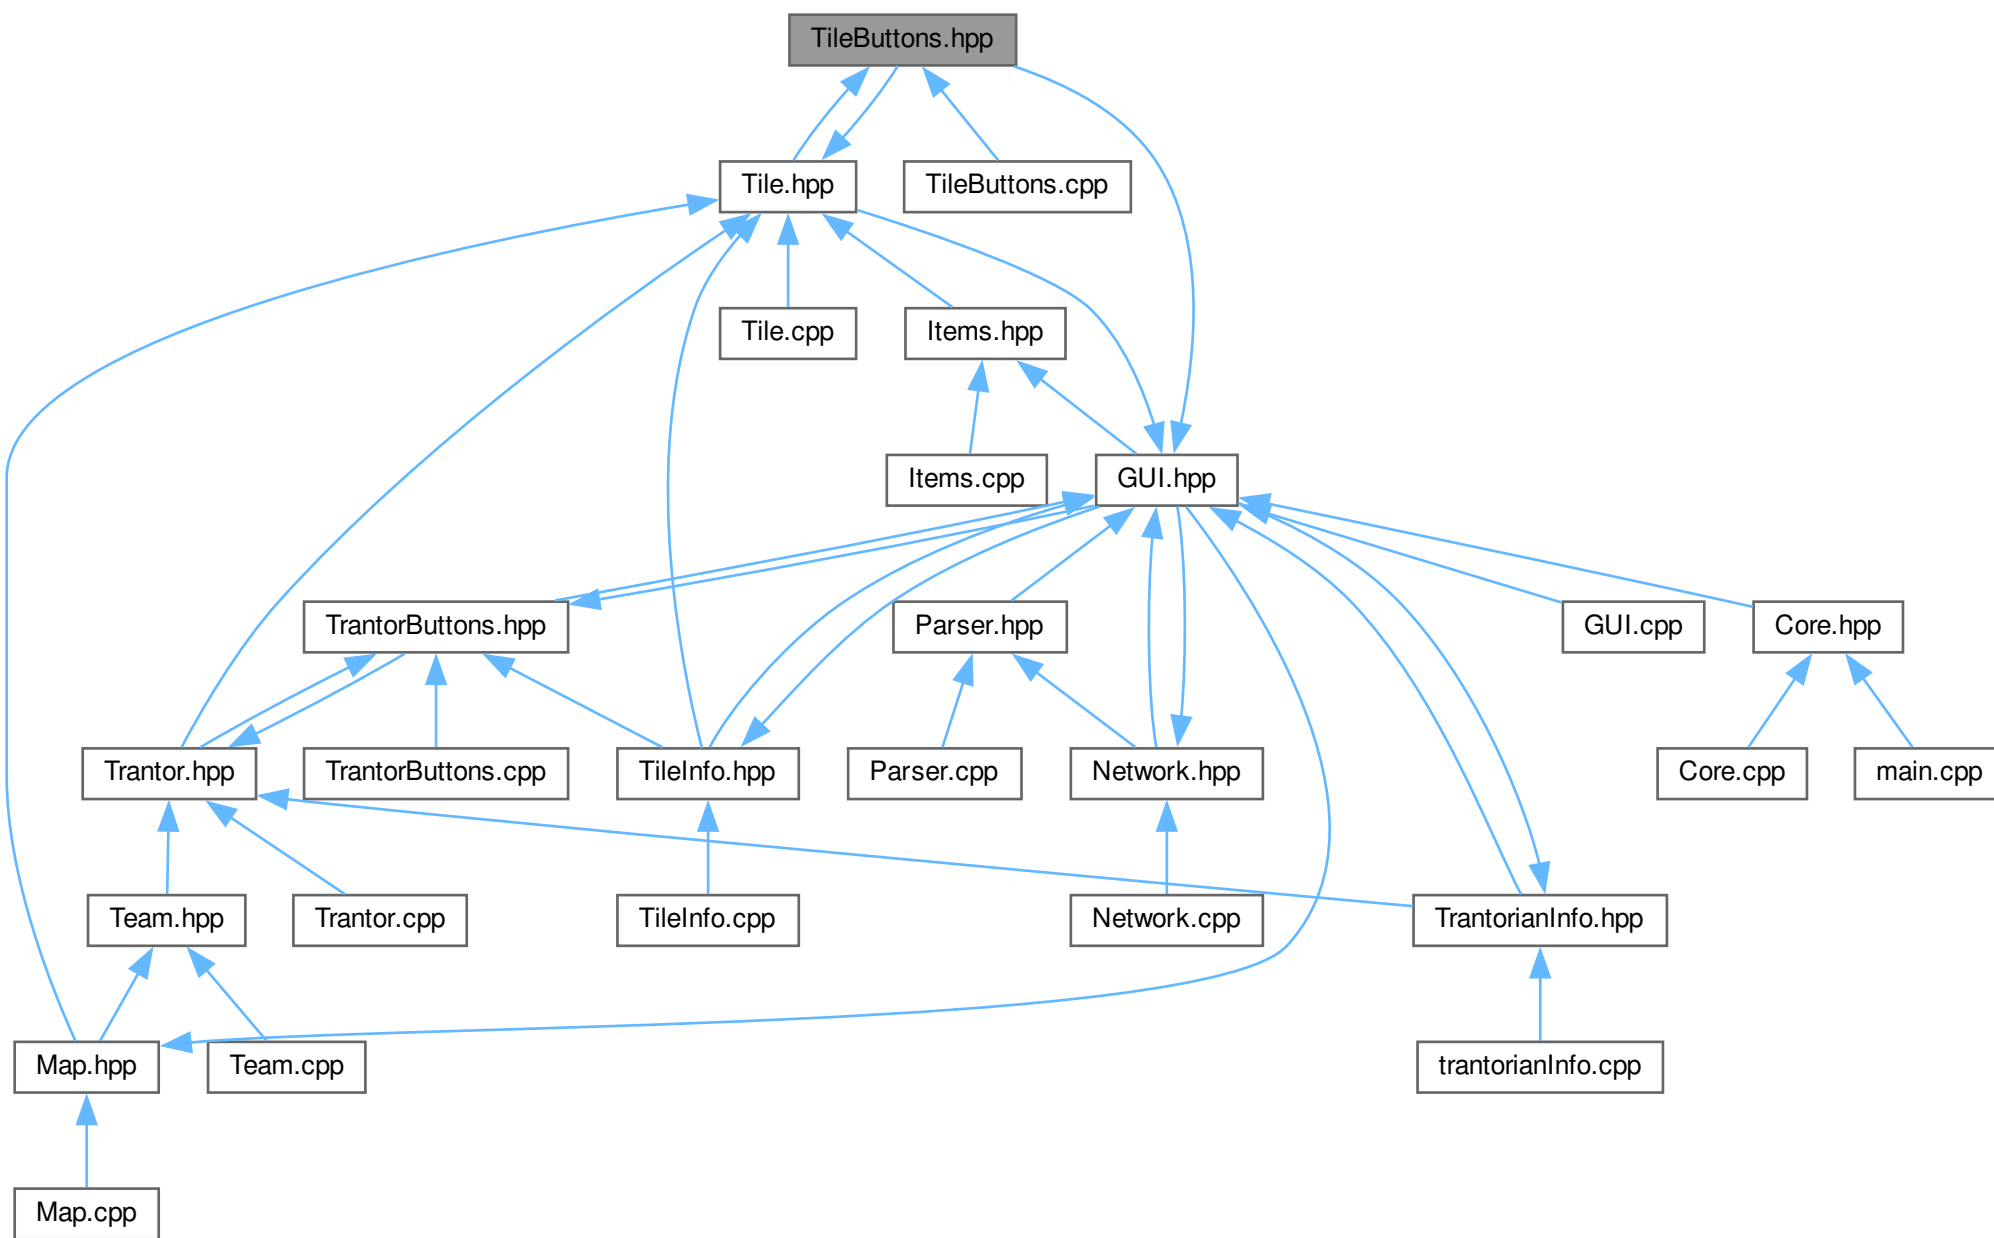 TileButtons.hpp
Tile.hpp
TileButtons.cpp
Tile.cpp
Items.hpp
Items.cpp
GUI.hpp
TrantorButtons.hpp
Parser.hpp
GUI.cpp
Core.hpp
Trantor.hpp
TrantorButtons.cpp
TileInfo.hpp
Parser.cpp
Network.hpp
Core.cpp
main.cpp
Team.hpp
Trantor.cpp
TileInfo.cpp
Network.cpp
TrantorianInfo.hpp
Map.hpp
Team.cpp
trantorianInfo.cpp
Map.cpp